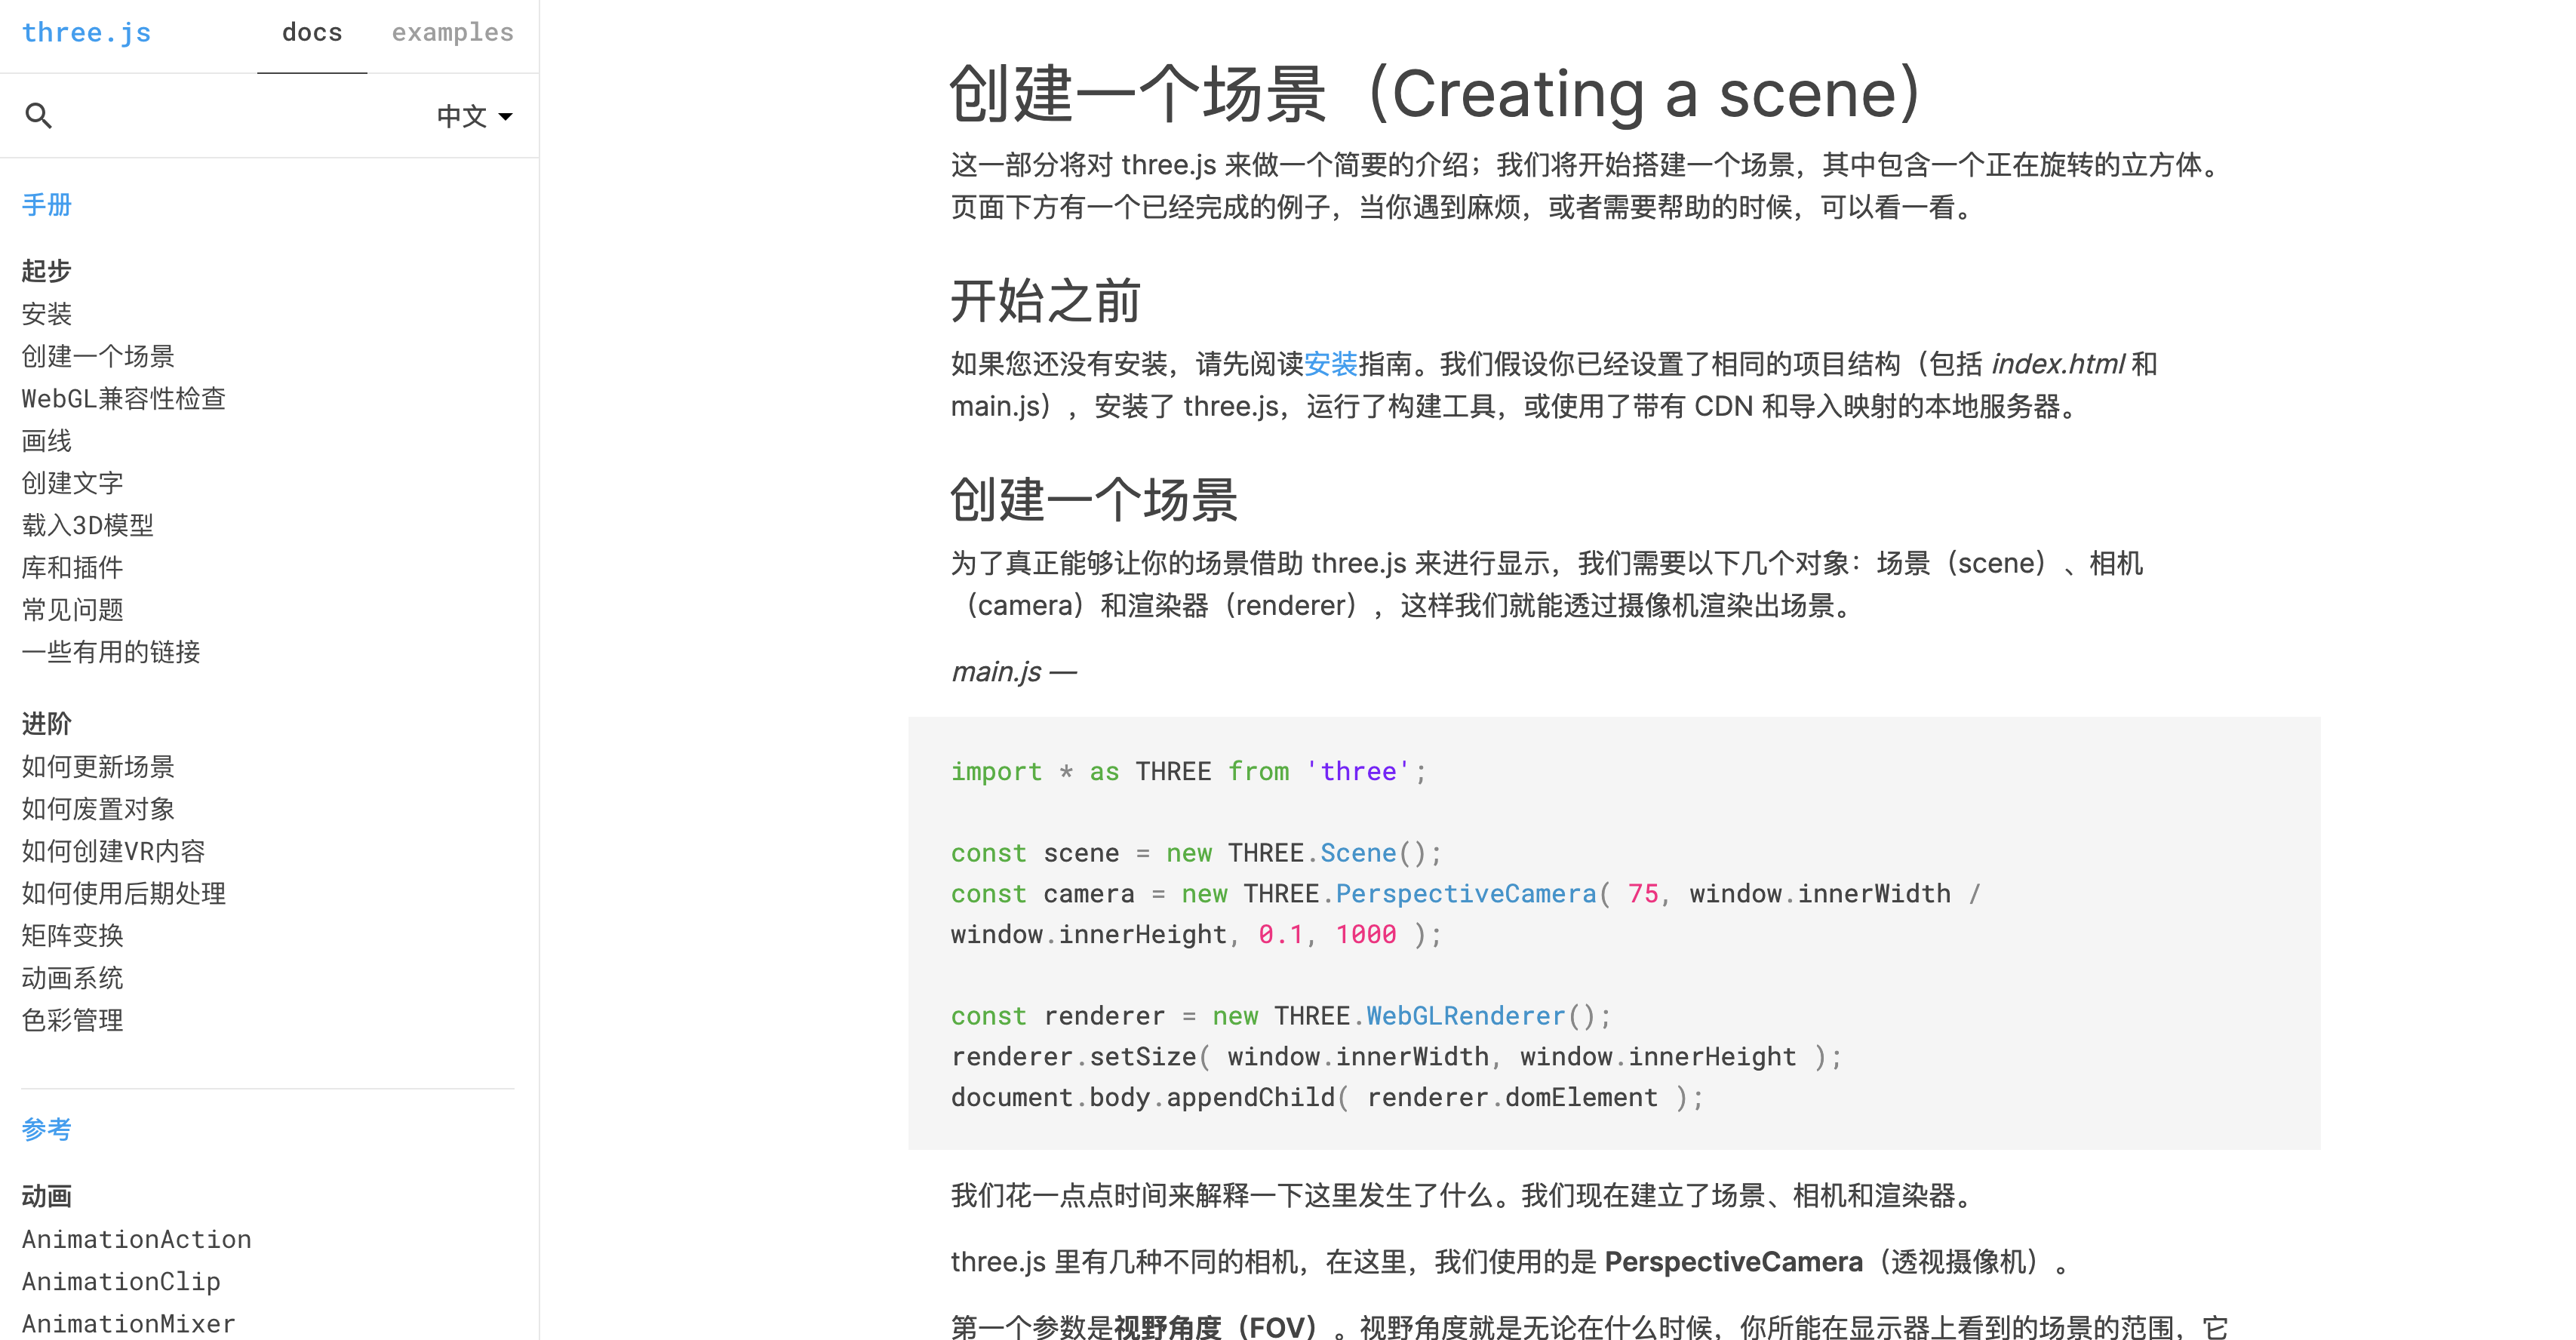 three.js docs examples
中文
手册
起步
安装
创建一个场景
WebGL兼容性检查
画线
创建文字
载入3D模型
库和插件
常见问题
一些有用的链接
进阶
如何更新场景
如何废置对象
如何创建VR内容
如何使用后期处理
矩阵变换
动画系统
色彩管理
参考
动画
AnimationAction
AnimationClip
AnimationMixer
创建一个场景（Creating a scene）
这一部分将对 three.js 来做一个简要的介绍；我们将开始搭建一个场景，其中包含一个正在旋转的立方体。
页面下方有一个已经完成的例子，当你遇到麻烦，或者需要帮助的时候，可以看一看。
开始之前
如果您还没有安装，请先阅读安装指南。我们假设你已经设置了相同的项目结构（包括 index.html 和
main.js），安装了 three.js，运行了构建工具，或使用了带有 CDN 和导入映射的本地服务器。
创建一个场景
为了真正能够让你的场景借助 three.js 来进行显示，我们需要以下几个对象：场景（scene）、相机
（camera）和渲染器（renderer），这样我们就能透过摄像机渲染出场景。
main.js —
import * as THREE from 'three';
const scene = new THREE.Scene();
const camera = new THREE.PerspectiveCamera( 75, window.innerWidth /
window.innerHeight, 0.1, 1000 );
const renderer = new THREE.WebGLRenderer();
renderer.setSize( window.innerWidth, window.innerHeight );
document.body.appendChild( renderer.domElement );
我们花一点点时间来解释一下这里发生了什么。我们现在建立了场景、相机和渲染器。
three.js 里有几种不同的相机，在这里，我们使用的是 PerspectiveCamera（透视摄像机）。
第一个参数是视野角度（FOV）。视野角度就是无论在什么时候，你所能在显示器上看到的场景的范围，它